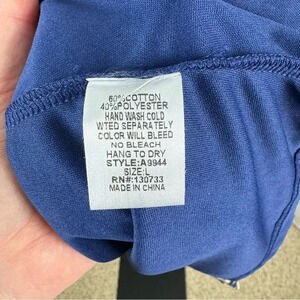 60%COTTON
40%POLYESTER
HAND WASH COLD
WTED SEPARATELY
COLOR WILL BLEED
NO BLEACH
HANG TO DRY
STYLE:A9944
SIZE:L
RN#:130733
MADE IN CHINA